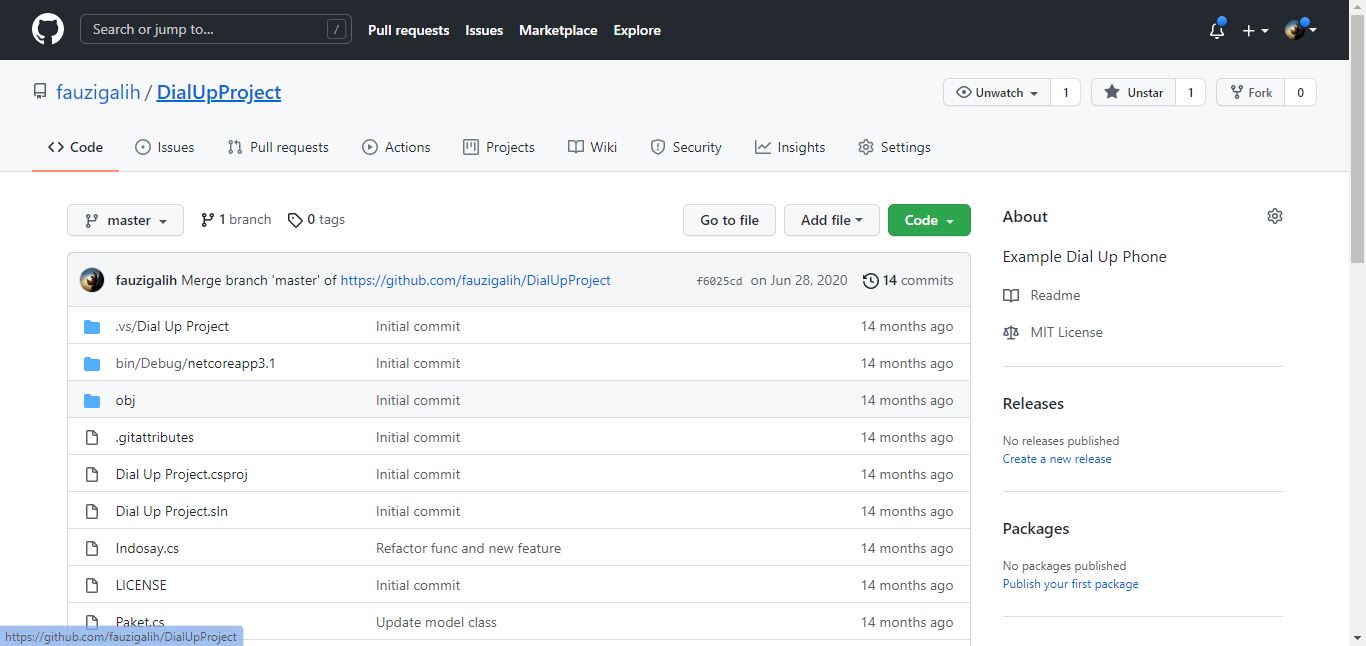 Search or jump to... / Pull requests Issues Marketplace Explore
fauzigalih / DialUpProject Unwatch 1 Unstar 1 Fork 0
Code Issues Pull requests Actions Projects Wiki Security Insights Settings
master 1 branch 0 tags Go to file Add file Code
fauzigalih Merge branch 'master' of https://github.com/fauzigalih/DialUpProject f6025cd on Jun 28, 2020 14 commits
.vs/Dial Up Project Initial commit 14 months ago
bin/Debug/netcoreapp3.1 Initial commit 14 months ago
obj Initial commit 14 months ago
.gitattributes Initial commit 14 months ago
Dial Up Project.csproj Initial commit 14 months ago
Dial Up Project.sln Initial commit 14 months ago
Indosay.cs Refactor func and new feature 14 months ago
LICENSE Initial commit 14 months ago
Paket.cs Update model class 14 months ago
About
Example Dial Up Phone
Readme
MIT License
Releases
No releases published
Create a new release
Packages
No packages published
Publish your first package
https://github.com/fauzigalih/DialUpProject